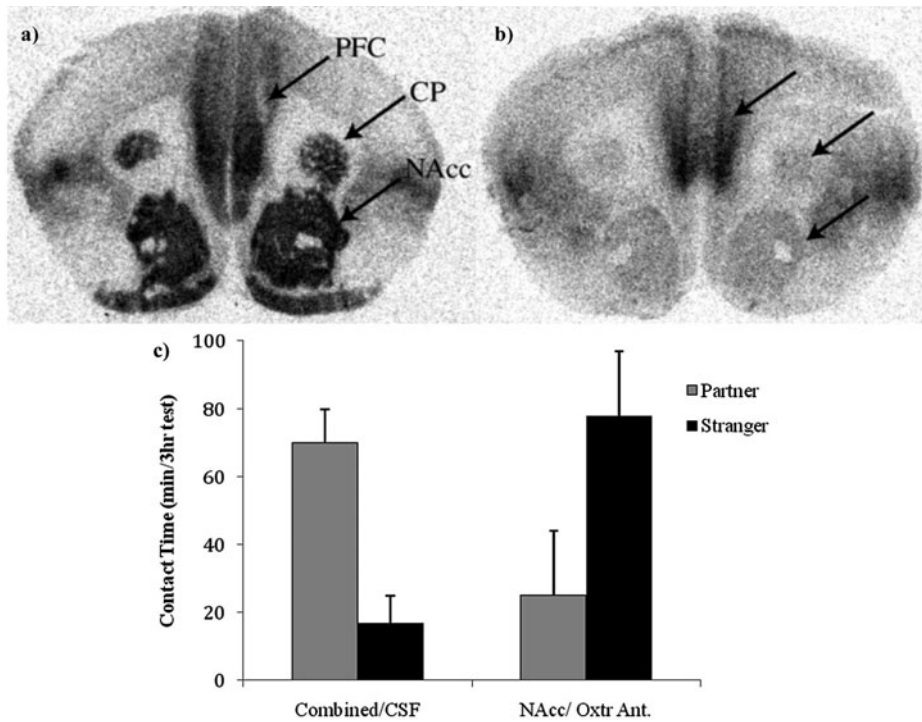 a)
PFC
CP
NAcc
b)
c)
100
80
60
40
20
0
Contact Time (min/3hr test)
Partner
Stranger
Combined/CSF
NAcc/ Oxtr Ant.